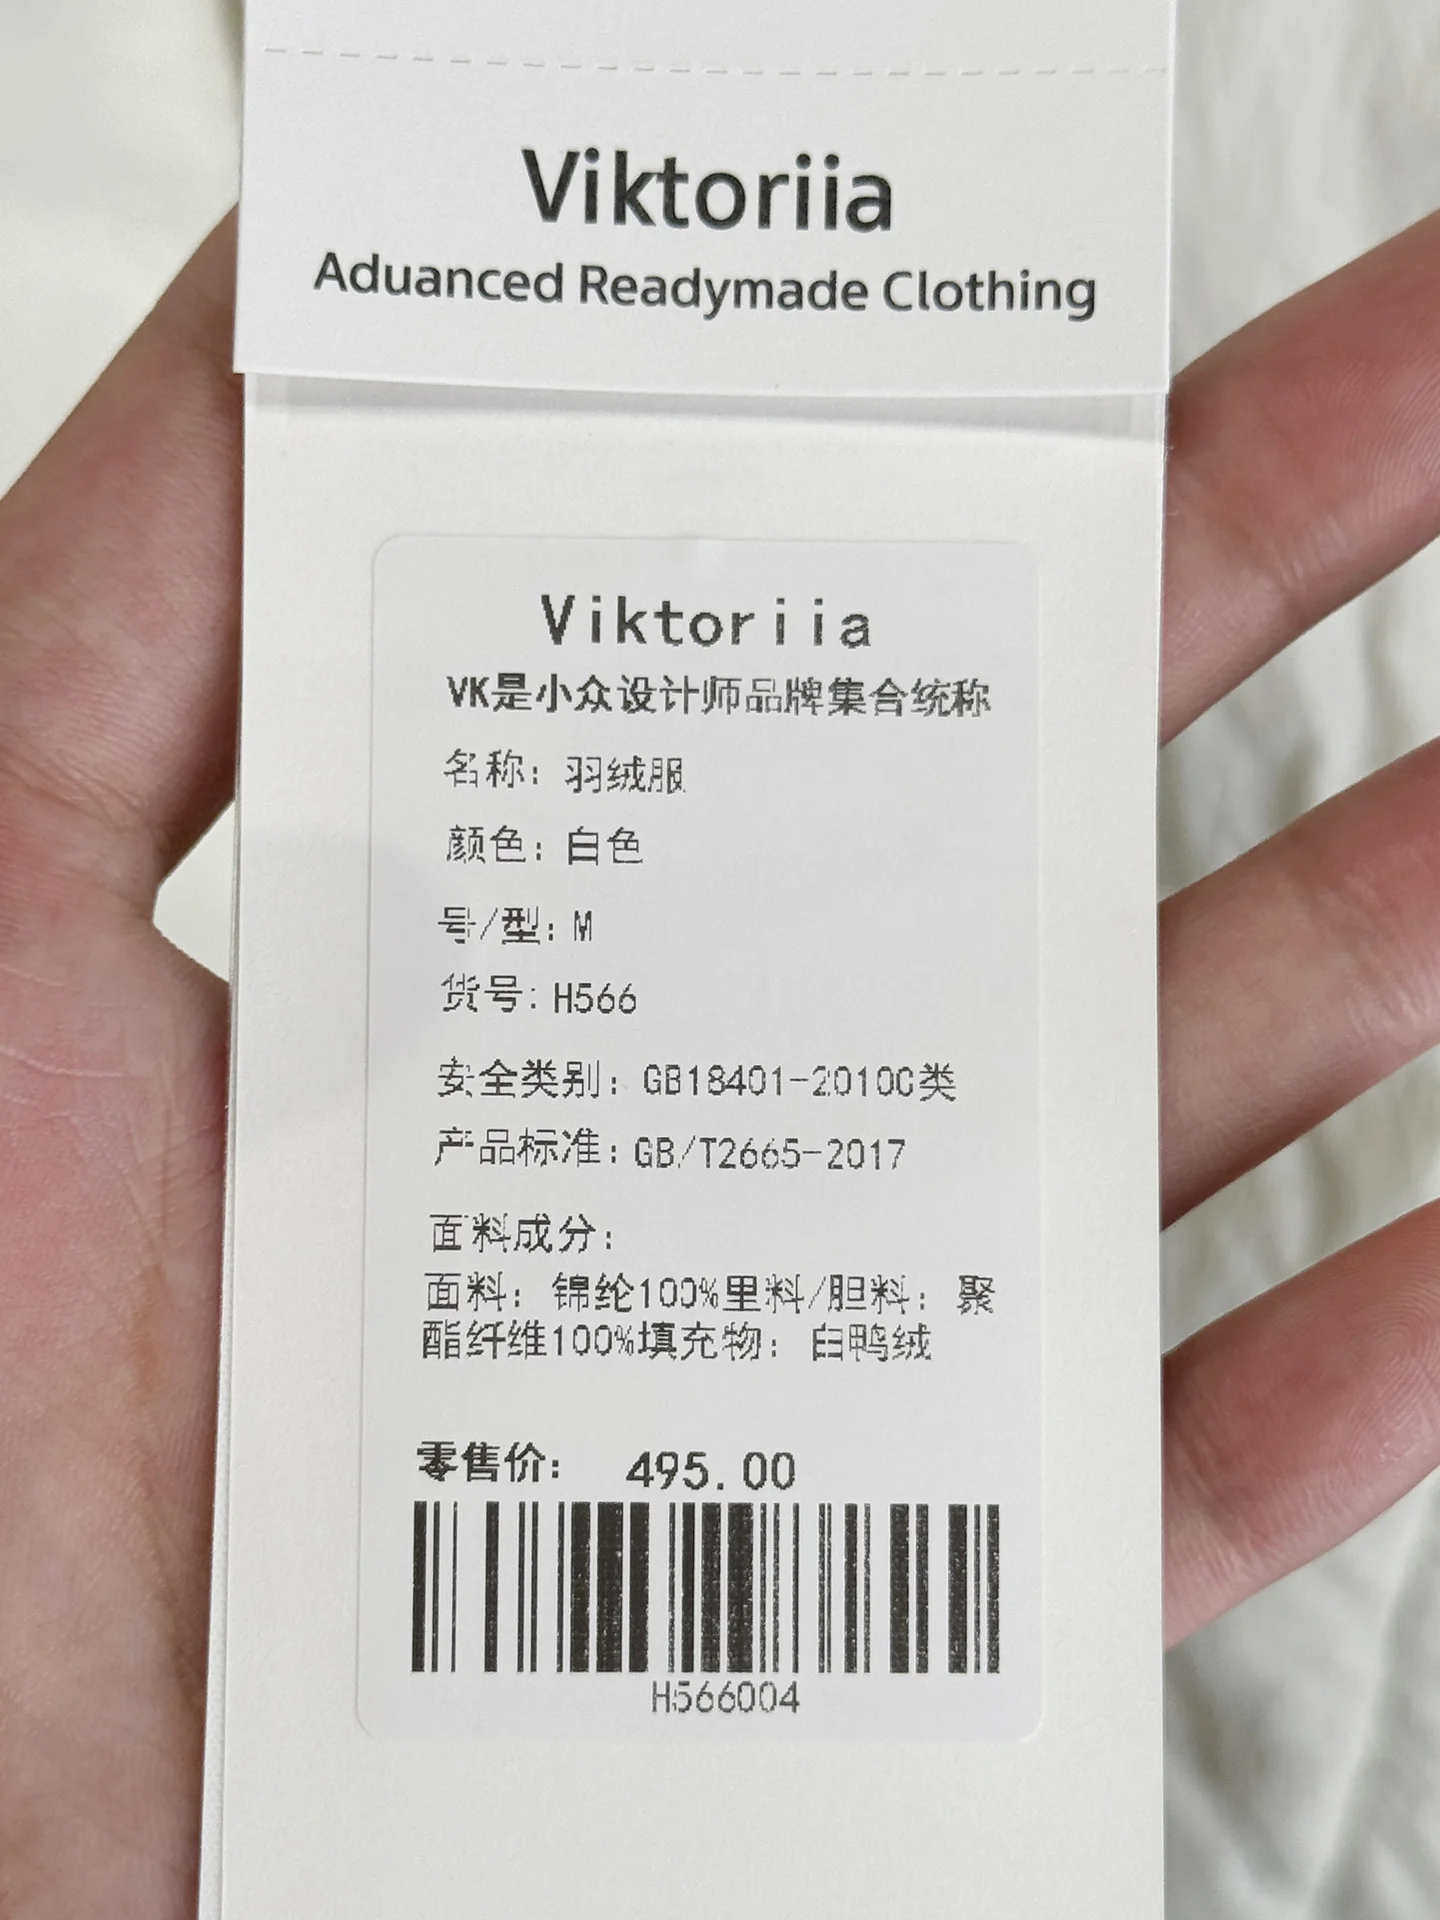 Viktoriia
Aduanced Readymade Clothing
Viktoriia
VK是小众设计师品牌集合统称
名称：羽绒服
颜色：白色
号/型：M
货号：H566
安全类别：GB18401-2010C类
产品标准：GB/T2665-2017
面料成分：
面料：锦纶100%里料/胆料：聚
酯纤维100%填充物：白鸭绒
零售价： 495.00
H566004